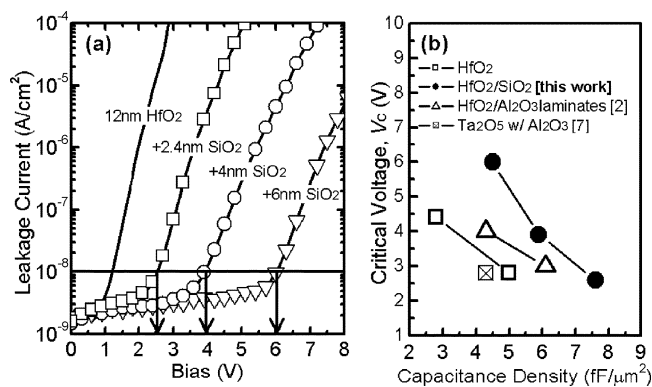 (a)
12nm HfO2
+2.4nm SiO2
+4nm SiO2
+6nm SiO2
Leakage Current (A/cm2)
10-4
10-5
10-6
10-7
10-8
10-9
0 1 2 3 4 5 6 7 8
Bias (V)
(b)
HfO2
HfO2/SiO2 [this work]
HfO2/Al2O3laminates [2]
Ta2O5 w/ Al2O3 [7]
Critical Voltage, Vc (V)
10
9
8
7
6
5
4
3
2
2 3 4 5 6 7 8 9
Capacitance Density (fF/μm2)